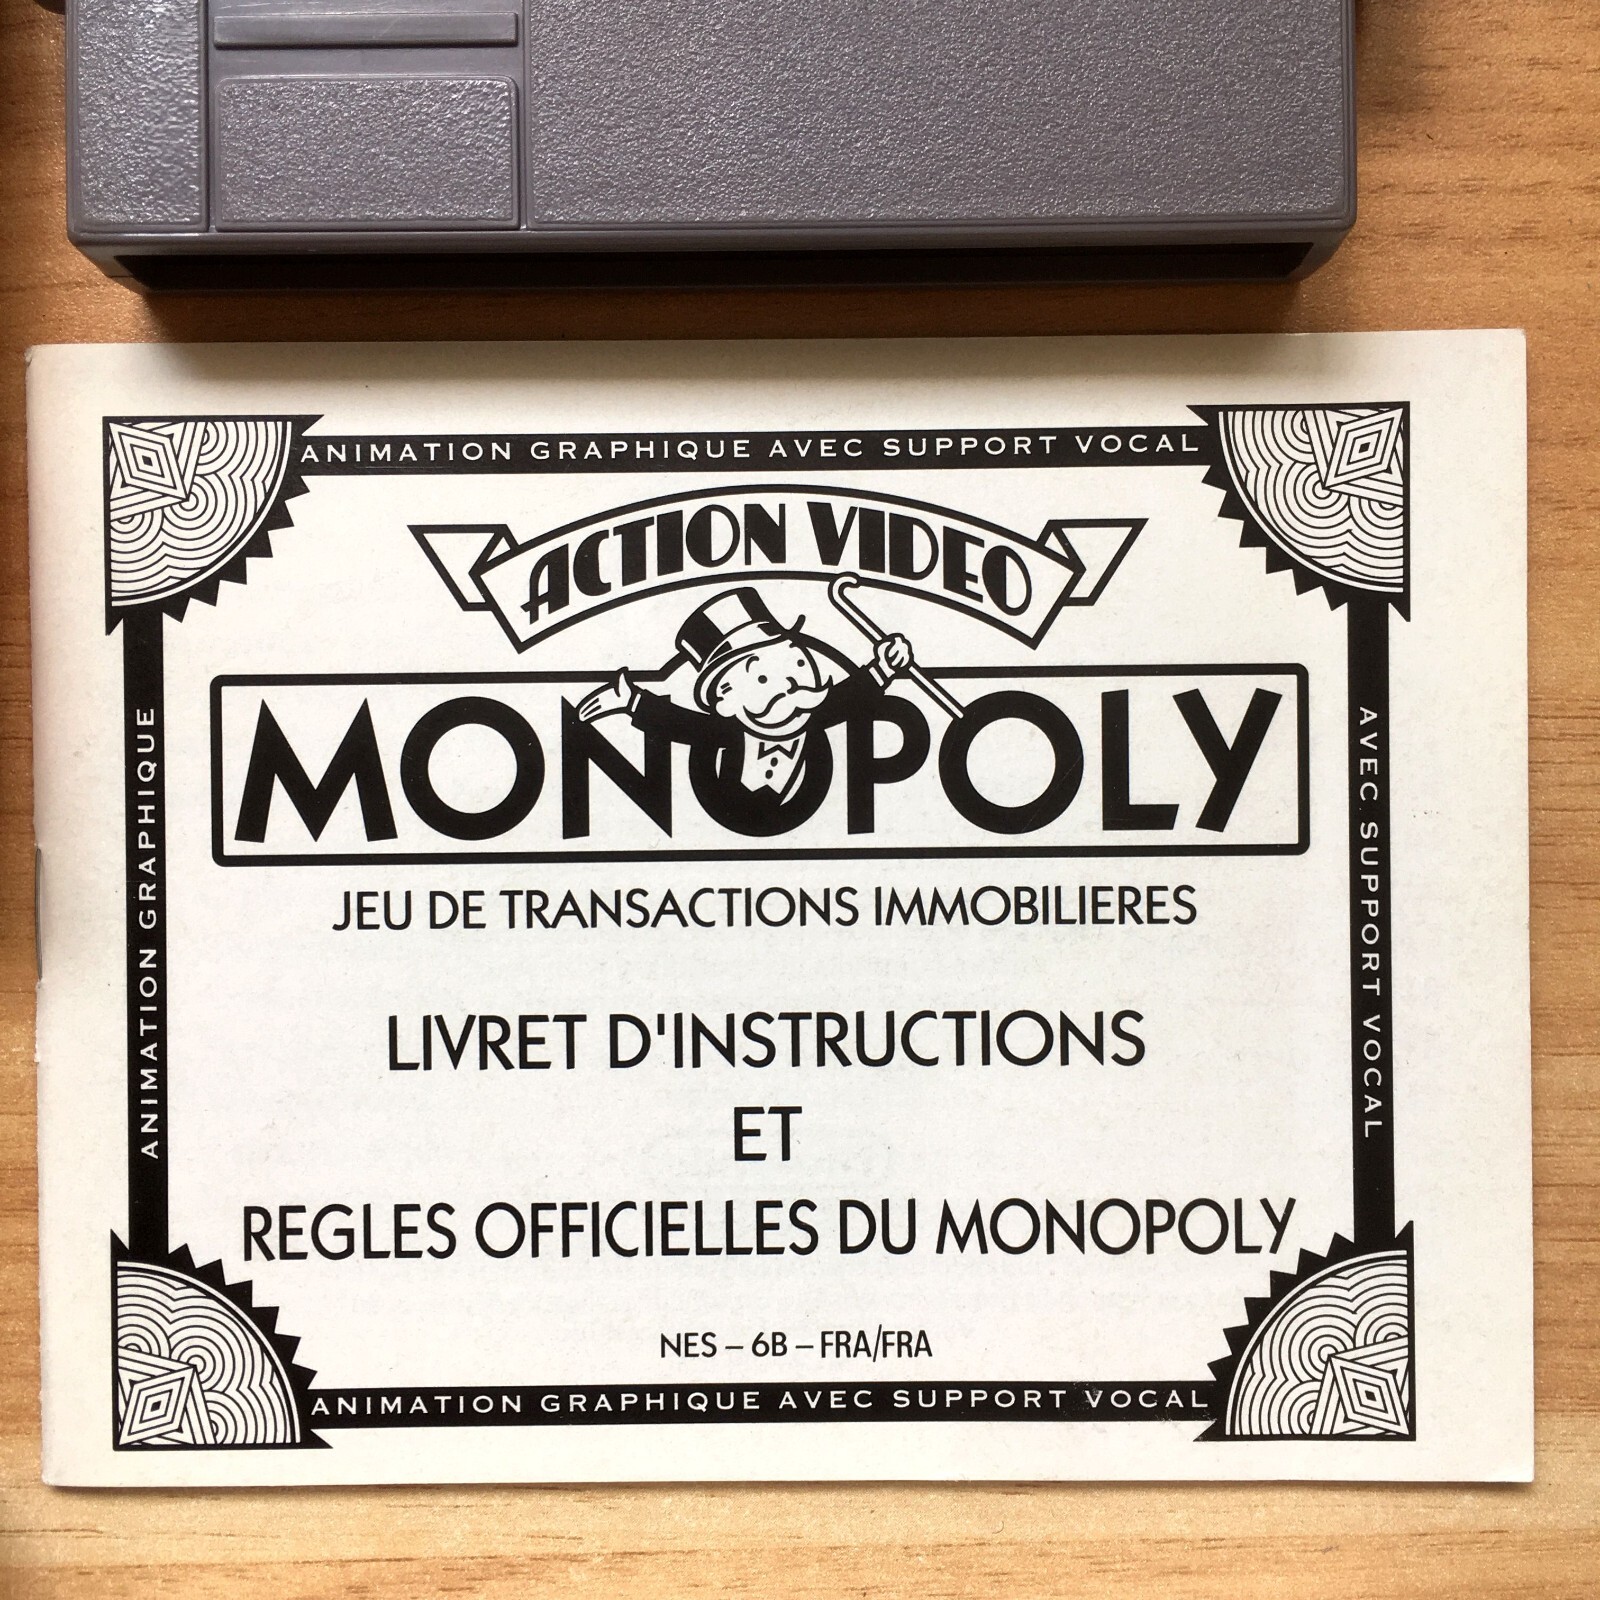 ANIMATION GRAPHIQUE AVEC SUPPORT VOCAL
ACTION VIDEO
MONOPOLY
JEU DE TRANSACTIONS IMMOBILIERES
LIVRET D'INSTRUCTIONS
ET
REGLES OFFICIELLES DU MONOPOLY
NES – 6B – FRA/FRA
ANIMATION GRAPHIQUE
AVEC SUPPORT VOCAL
ANIMATION GRAPHIQUE AVEC SUPPORT VOCAL